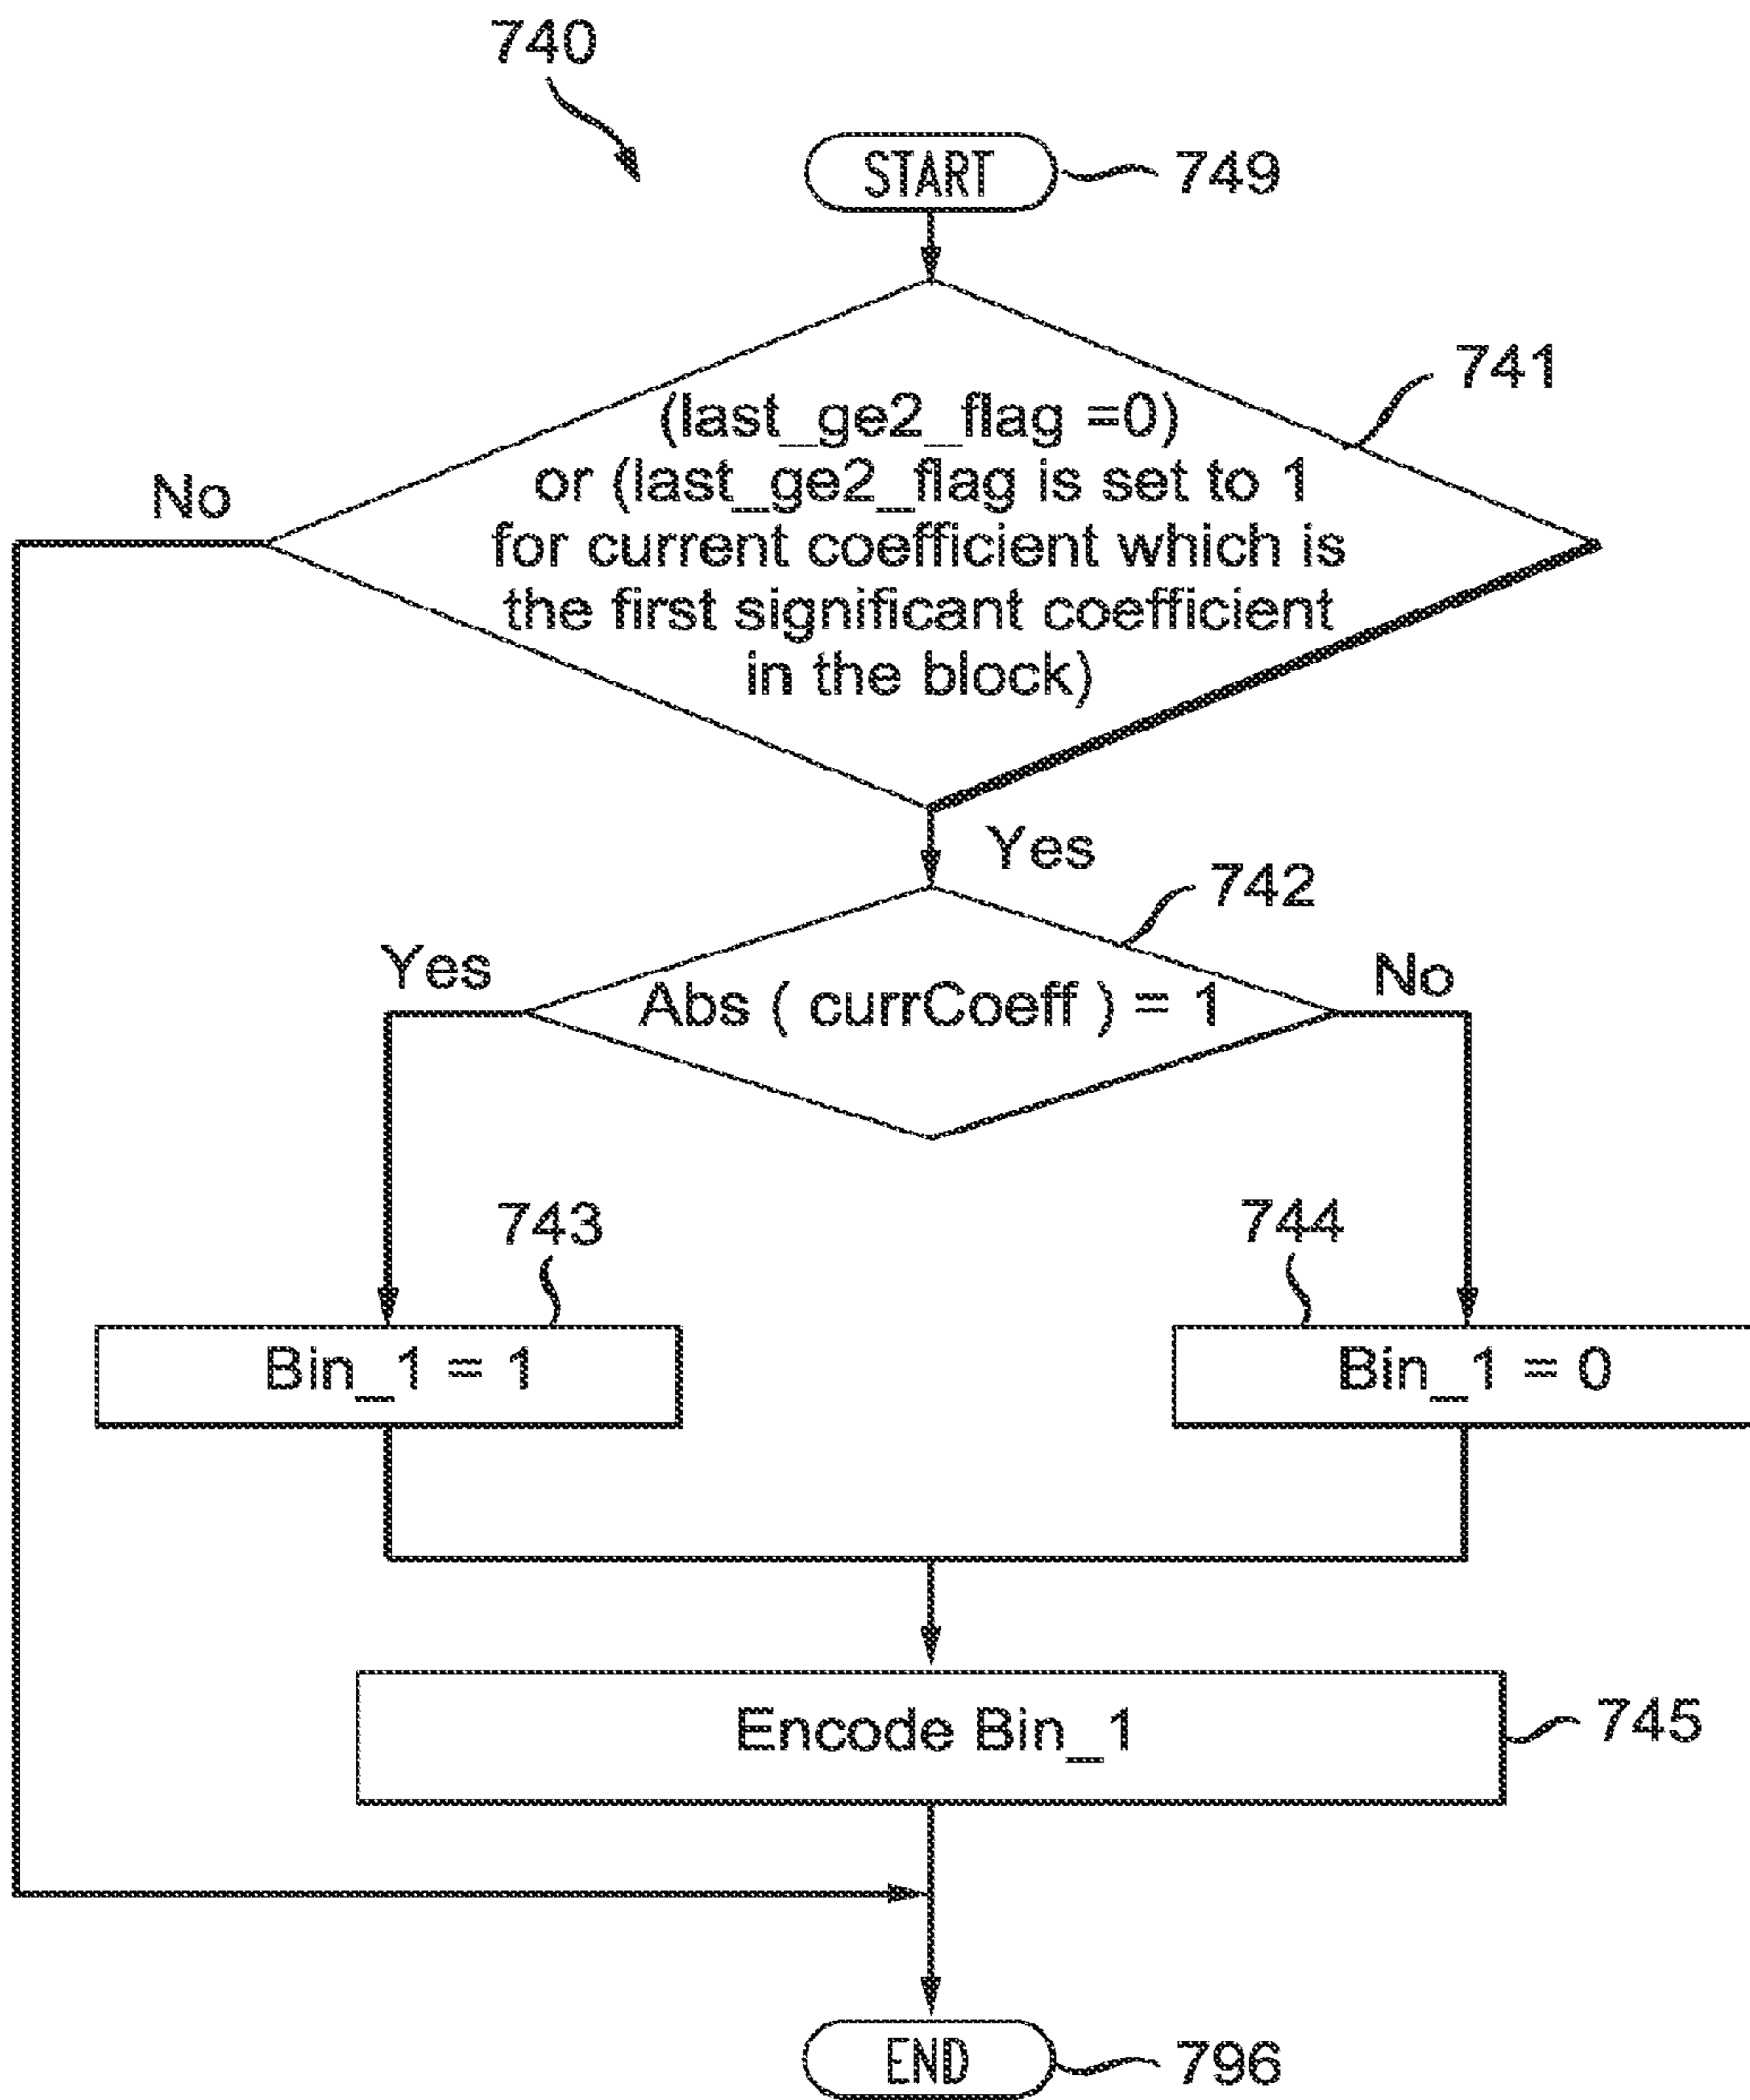 740
START
749
741
(last_ge2_flag =0)
or (last_ge2_flag is set to 1
for current coefficient which is
the first significant coefficient
in the block)
No
Yes
742
Yes
Abs ( currCoeff ) = 1
No
743
744
Bin_1 = 1
Bin_1 = 0
Encode Bin_1
745
END
796